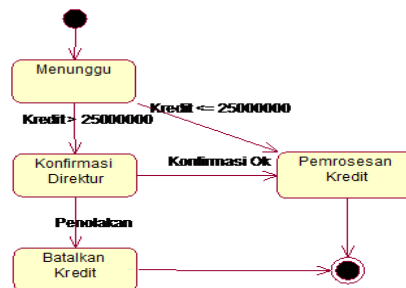 Menunggu
Kredit <= 25000000
Kredit> 25000000
Konfirmasi
Direktur
Konfirmasi Ok
Pemrosesan
Kredit
Penolakan
Batalkan
Kredit